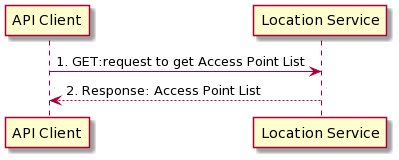 API Client
Location Service
1. GET:request to get Access Point List
2. Response: Access Point List
API Client
Location Service